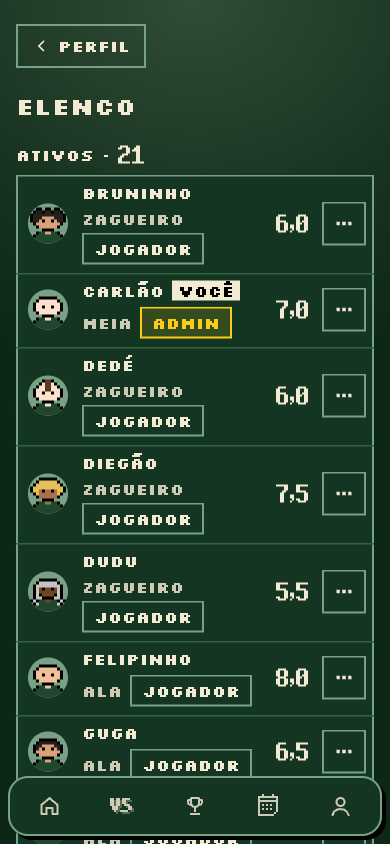 PERFIL
ELENCO
ATIVOS · 21
BRUNINHO
ZAGUEIRO
JOGADOR
6,0
···
CARLÃO VOCÊ
MEIA ADMIN
7,0
···
DEDÉ
ZAGUEIRO
JOGADOR
6,0
···
DIEGÃO
ZAGUEIRO
JOGADOR
7,5
···
DUDU
ZAGUEIRO
JOGADOR
5,5
···
FELIPINHO
ALA JOGADOR
8,0
···
GUGA
ALA JOGADOR
6,5
···
VS